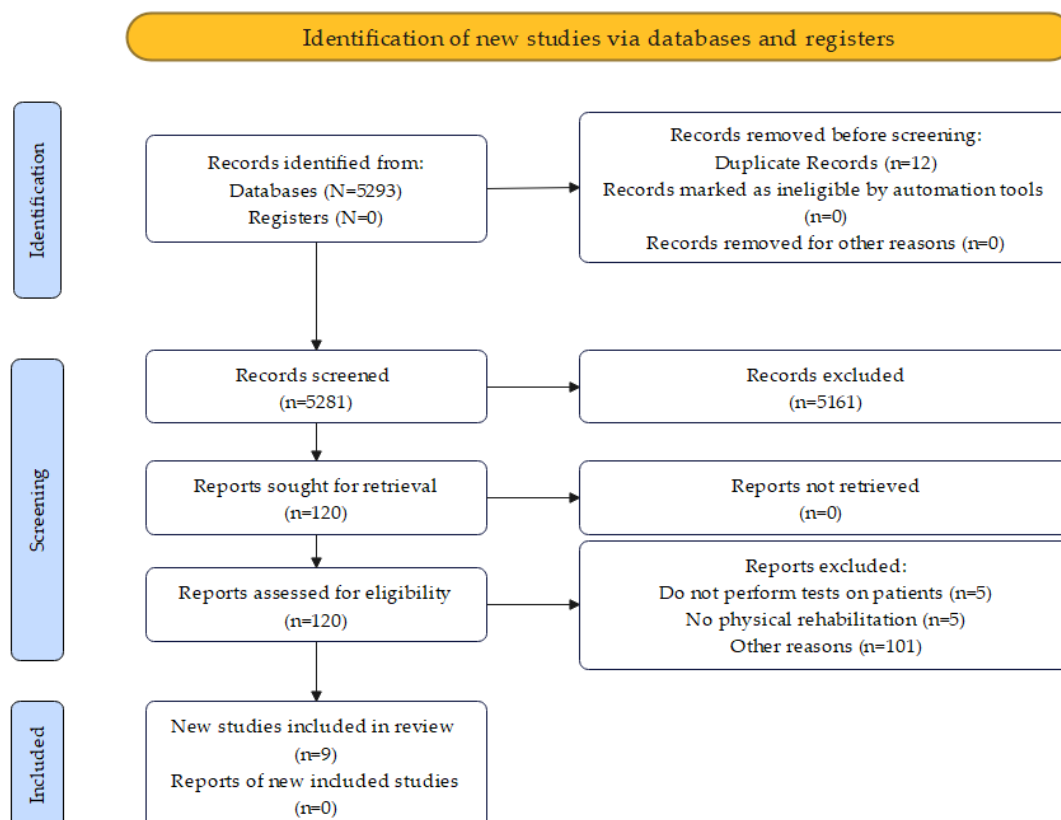 Identification of new studies via databases and registers
Identification
Records identified from:
Databases (N=5293)
Registers (N=0)
Records removed before screening:
Duplicate Records (n=12)
Records marked as ineligible by automation tools
(n=0)
Records removed for other reasons (n=0)
Screening
Records screened
(n=5281)
Records excluded
(n=5161)
Reports sought for retrieval
(n=120)
Reports not retrieved
(n=0)
Reports assessed for eligibility
(n=120)
Reports excluded:
Do not perform tests on patients (n=5)
No physical rehabilitation (n=5)
Other reasons (n=101)
Included
New studies included in review
(n=9)
Reports of new included studies
(n=0)